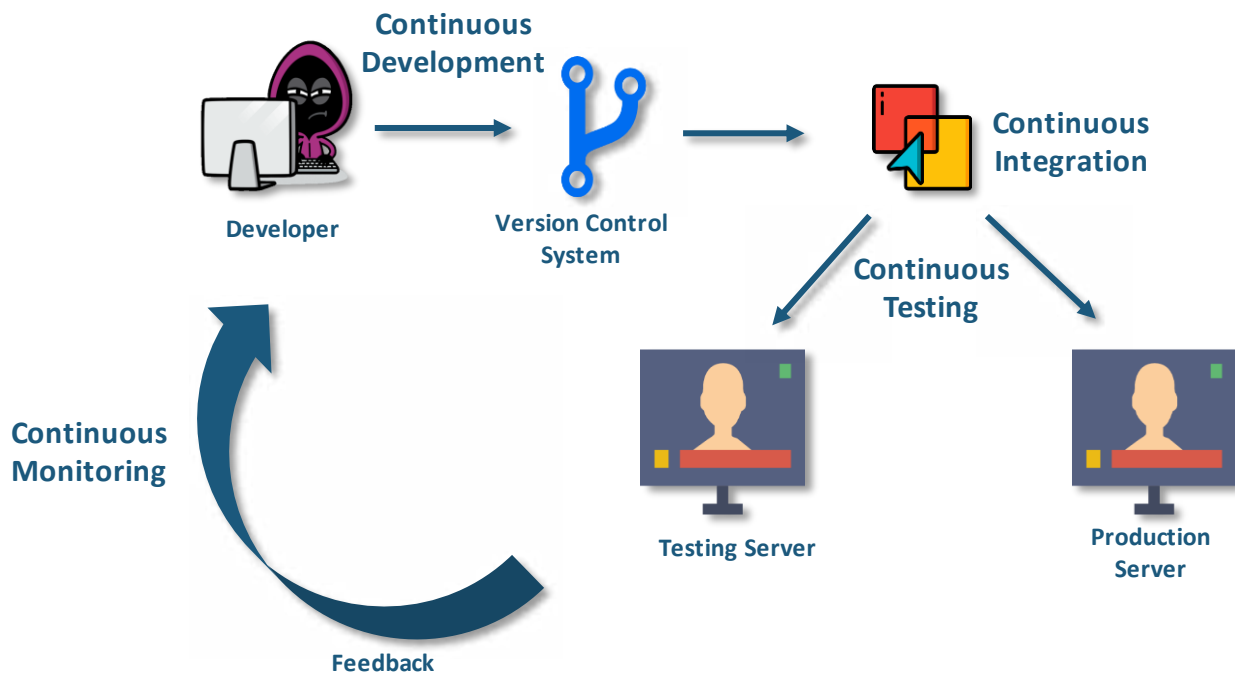 Continuous
Development
Developer
Version Control
System
Continuous
Integration
Continuous
Testing
Testing Server
Production
Server
Continuous
Monitoring
Feedback